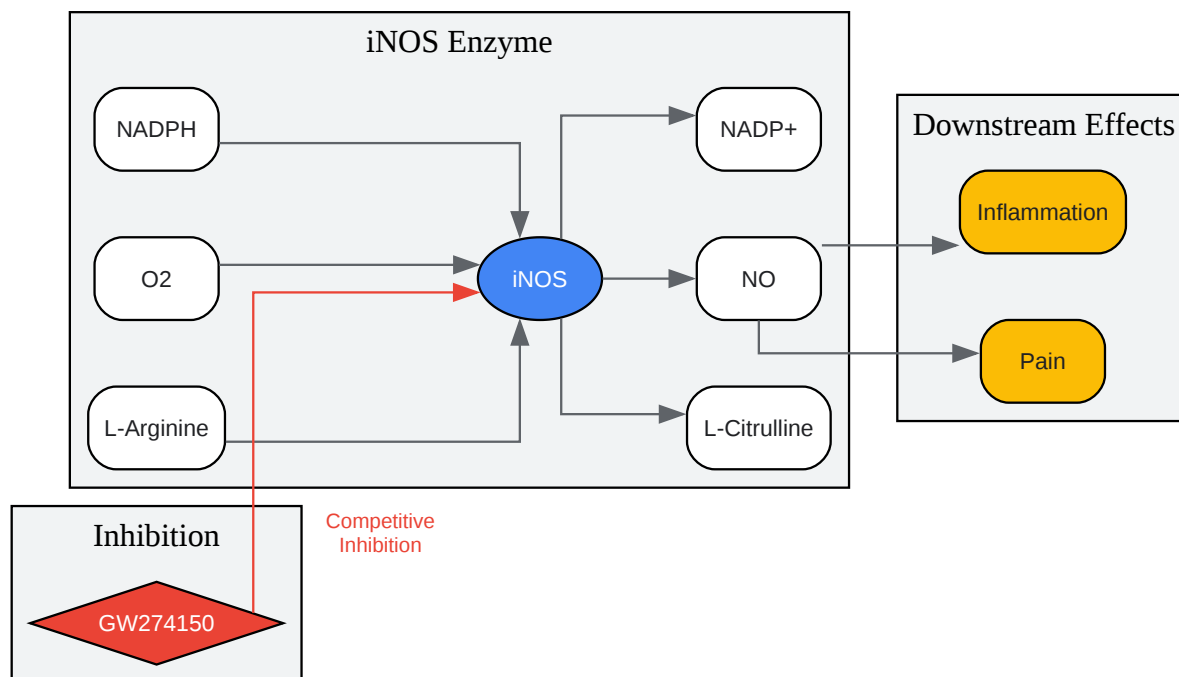 iNOS Enzyme
NADPH
NADP+
Downstream Effects
Inflammation
O2
iNOS
NO
Pain
L-Arginine
L-Citrulline
Inhibition
Competitive
Inhibition
GW274150